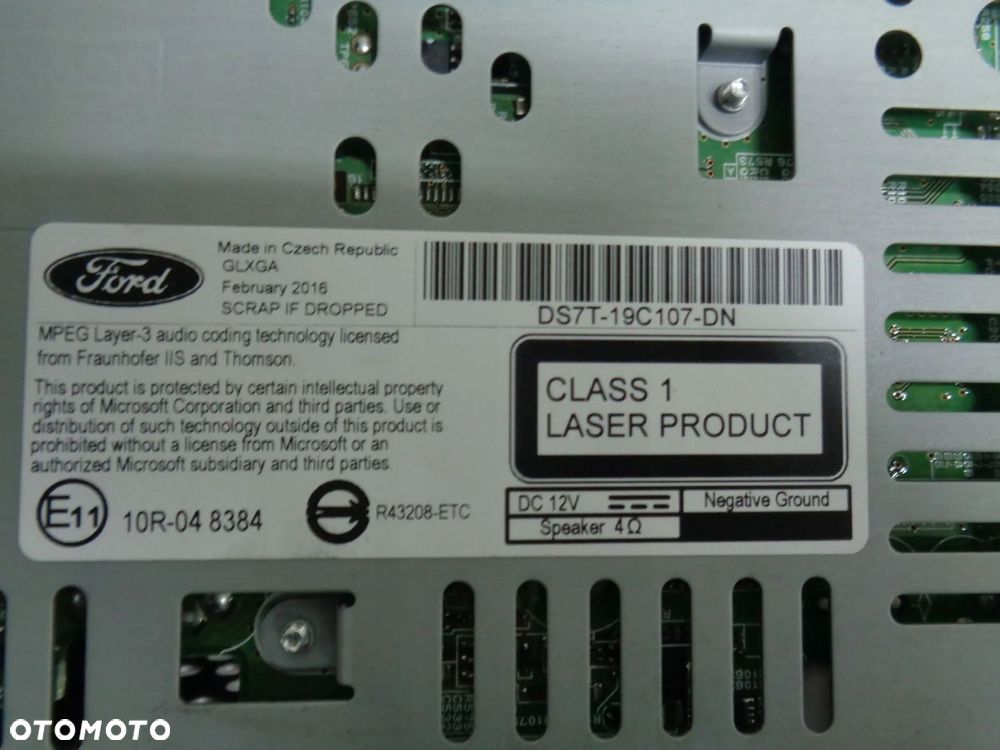 Ford
Made in Czech Republic
GLXGA
February 2016
SCRAP IF DROPPED
DS7T-19C107-DN
MPEG Layer-3 audio coding technology licensed
from Fraunhofer IIS and Thomson.
This product is protected by certain intellectual property
rights of Microsoft Corporation and third parties. Use or
distribution of such technology outside of this product is
prohibited without a license from Microsoft or an
authorized Microsoft subsidiary and third parties.
CLASS 1
LASER PRODUCT
E11
10R-04 8384
R43208-ETC
DC 12V
Negative Ground
Speaker 4Ω
OTOMOTO